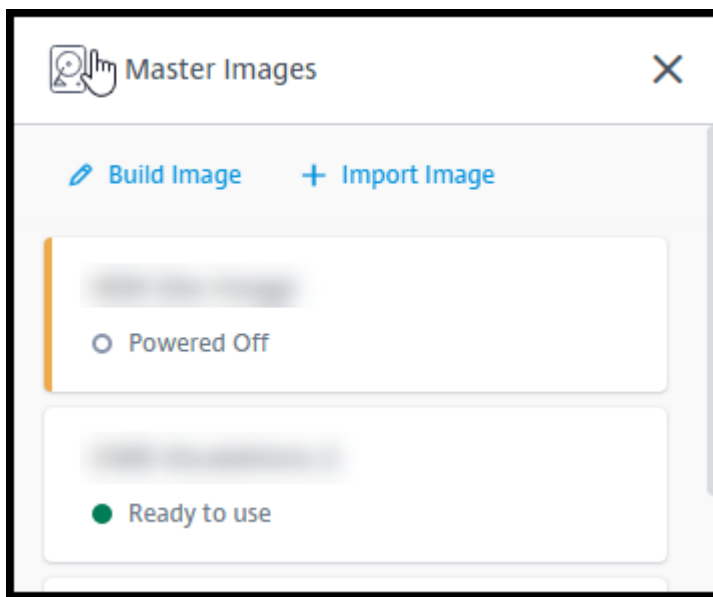 Master Images
Build Image
Import Image
Powered Off
Ready to use